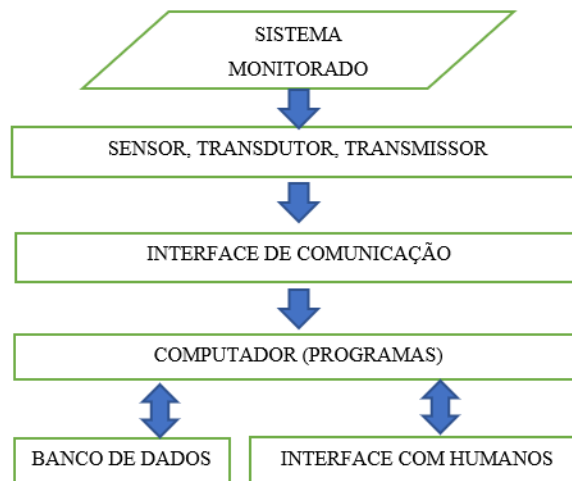 SISTEMA
MONITORADO
SENSOR, TRANSDUTOR, TRANSMISSOR
INTERFACE DE COMUNICAÇÃO
COMPUTADOR (PROGRAMAS)
BANCO DE DADOS
INTERFACE COM HUMANOS